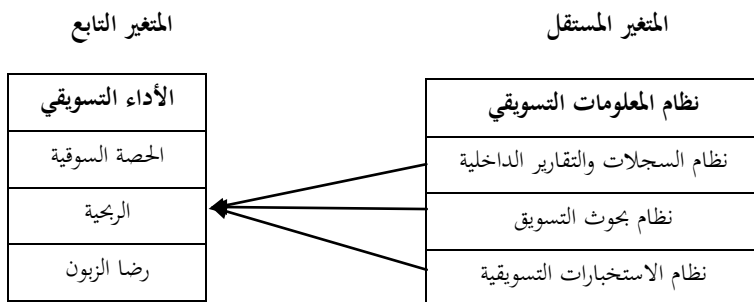 المتغير المستقل
المتغير التابع
نظام المعلومات التسويقي
نظام السجلات والتقارير الداخلية
نظام بحوث التسويق
نظام الاستخبارات التسويقية
الأداء التسويقي
الحصة السوقية
الربحية
رضا الزبون